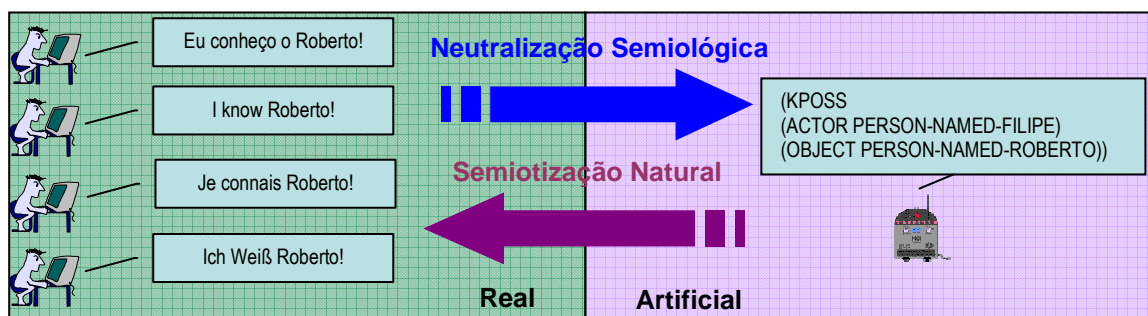 Eu conheço o Roberto!
I know Roberto!
Je connais Roberto!
Ich Weiß Roberto!
Neutralização Semiológica
Semiotização Natural
Real
Artificial
(KPOSS
(ACTOR PERSON-NAMED-FILIPE)
(OBJECT PERSON-NAMED-ROBERTO))